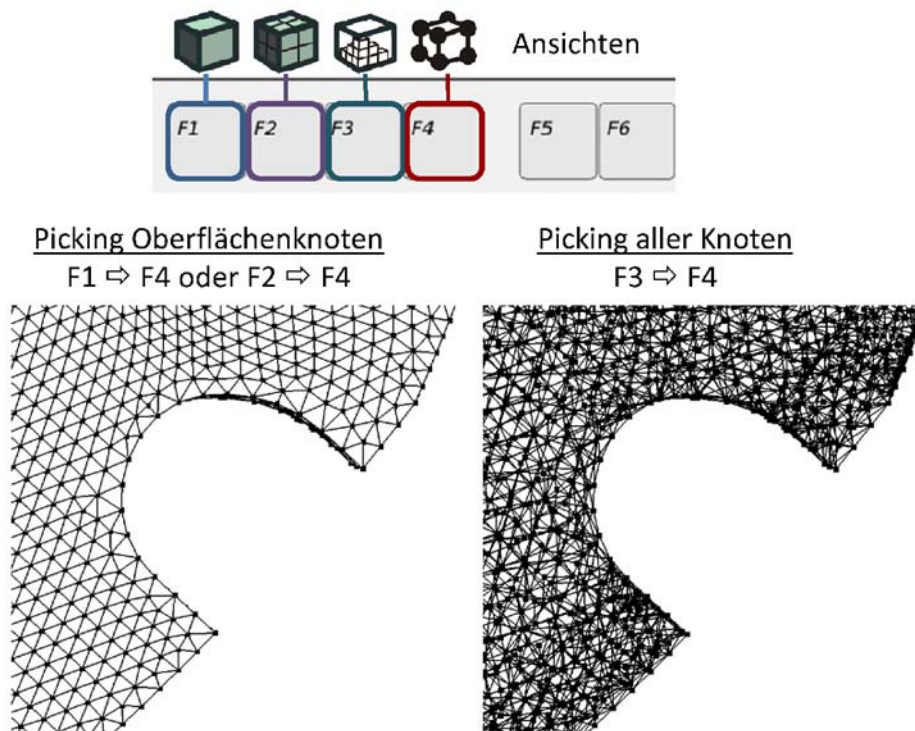 Ansichten
F1 F2 F3 F4 F5 F6
Picking Oberflächenknoten
F1 ⇨ F4 oder F2 ⇨ F4
Picking aller Knoten
F3 ⇨ F4